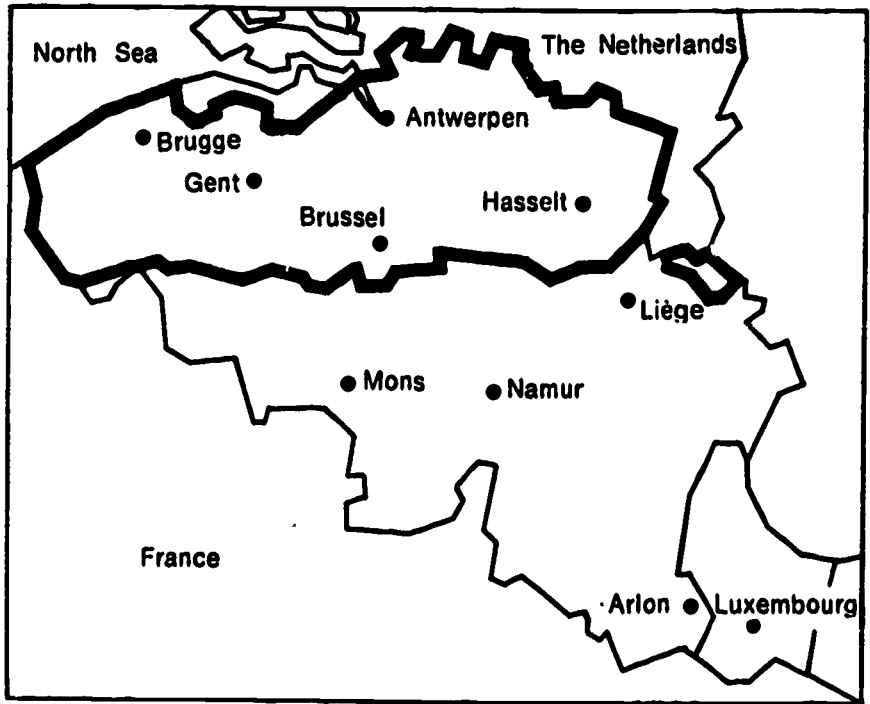 North Sea
The Netherlands
Antwerpen
Brugge
Gent
Hasselt
Brussel
Liège
Mons
Namur
France
Arlon
Luxembourg